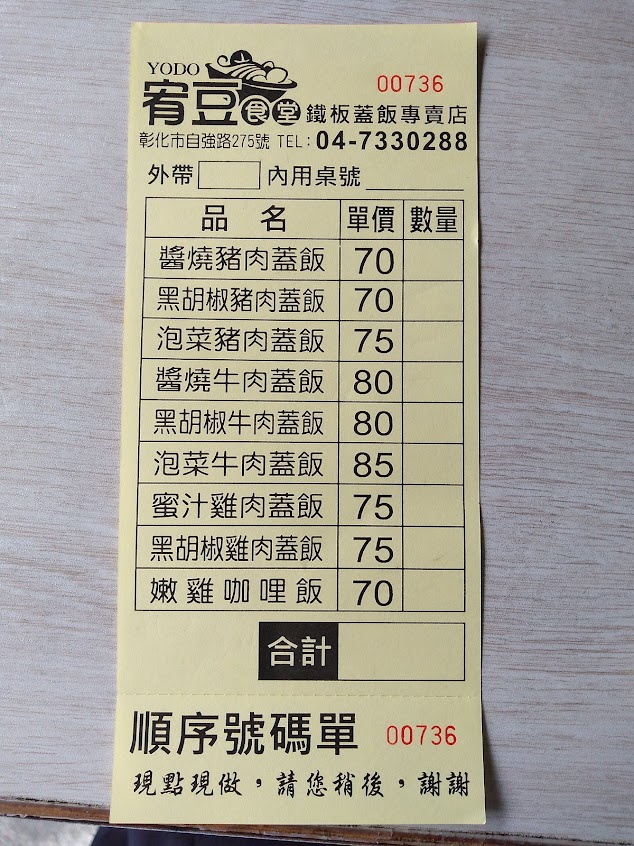 YODO
00736
宥豆食堂 鐵板蓋飯專賣店
彰化市自強路275號 TEL：04-7330288
外帶 內用桌號
品名 單價 數量
醬燒豬肉蓋飯 70
黑胡椒豬肉蓋飯 70
泡菜豬肉蓋飯 75
醬燒牛肉蓋飯 80
黑胡椒牛肉蓋飯 80
泡菜牛肉蓋飯 85
蜜汁雞肉蓋飯 75
黑胡椒雞肉蓋飯 75
嫩雞咖哩飯 70
合計
順序號碼單 00736
現點現做，請您稍後，謝謝